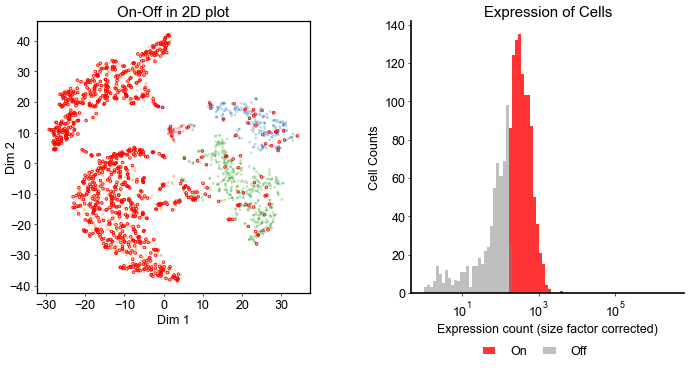 On-Off in 2D plot
Dim 2
40
30
20
10
0
−10
−20
−30
−40
−30 −20 −10 0 10 20 30
Dim 1
Expression of Cells
Cell Counts
140
120
100
80
60
40
20
0
10^1 10^3 10^5
Expression count (size factor corrected)
On Off